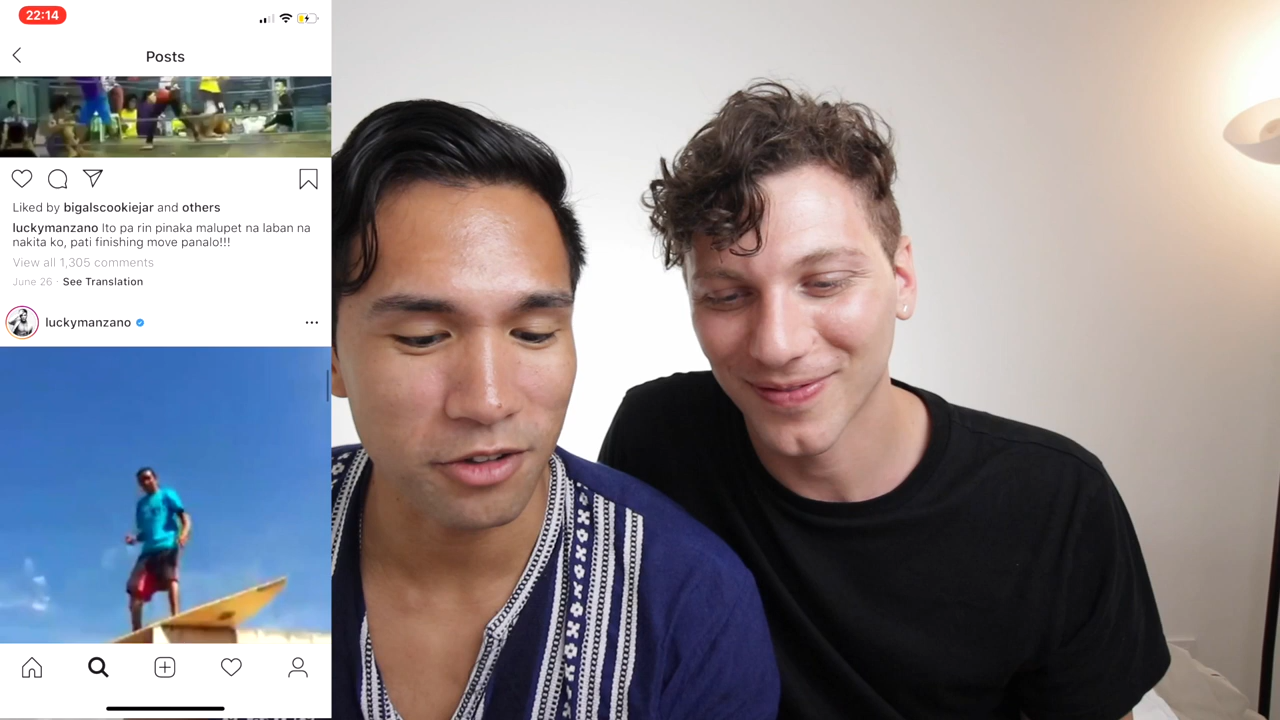 22:14
Posts
Liked by bigalscookiejar and others
luckymanzano Ito pa rin pinaka malupet na laban na
nakita ko, pati finishing move panalo!!!
View all 1,305 comments
June 26 · See Translation
luckymanzano